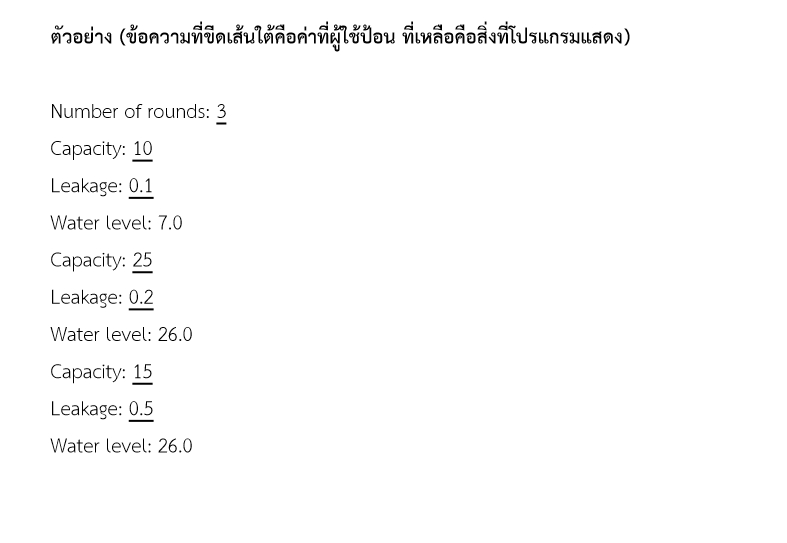 ตัวอย่าง (ข้อความที่ขีดเส้นใต้คือค่าที่ผู้ใช้ป้อน ที่เหลือคือสิ่งที่โปรแกรมแสดง)
Number of rounds: 3
Capacity: 10
Leakage: 0.1
Water level: 7.0
Capacity: 25
Leakage: 0.2
Water level: 26.0
Capacity: 15
Leakage: 0.5
Water level: 26.0